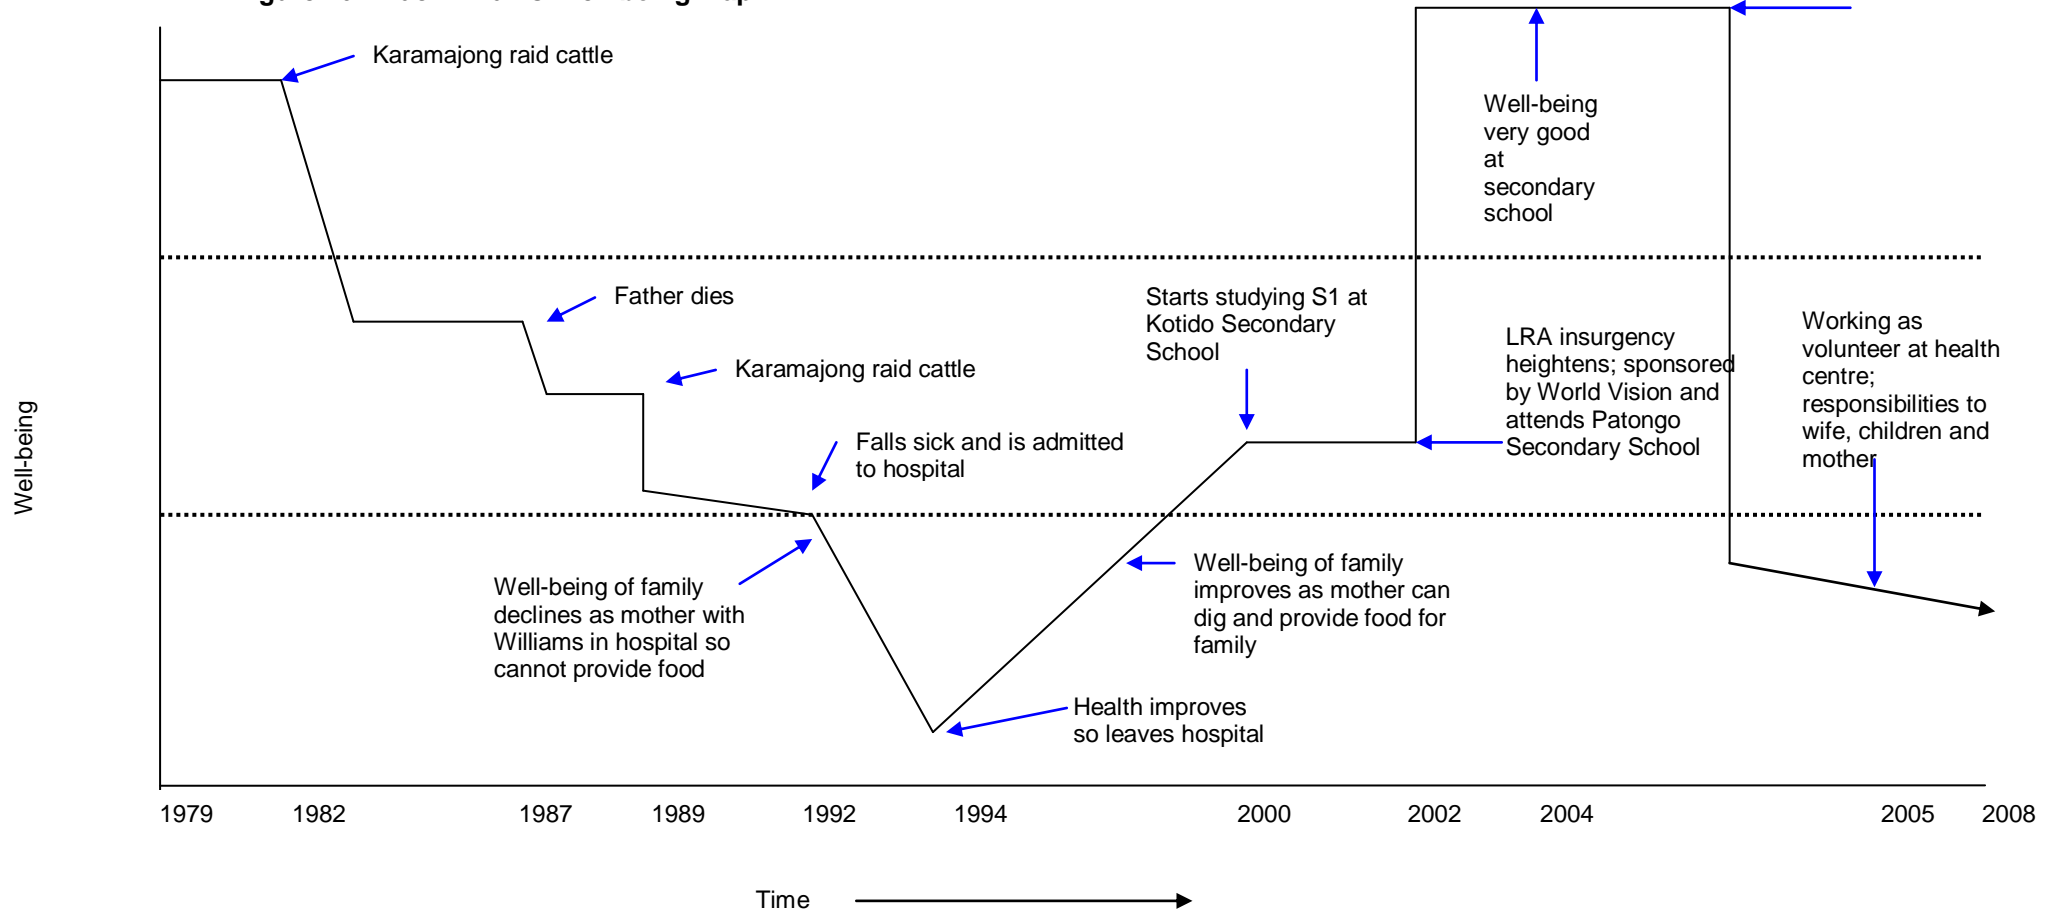 Karamajong raid cattle
Well-being
very good
at
secondary
school
Father dies
Starts studying S1 at
Kotido Secondary
School
LRA insurgency
heightens; sponsored
by World Vision and
attends Patongo
Secondary School
Working as
volunteer at health
centre;
responsibilities to
wife, children and
mother
Karamajong raid cattle
Falls sick and is admitted
to hospital
Well-being
Well-being of family
declines as mother with
Williams in hospital so
cannot provide food
Well-being of family
improves as mother can
dig and provide food for
family
Health improves
so leaves hospital
1979 1982 1987 1989 1992 1994 2000 2002 2004 2005 2008
Time